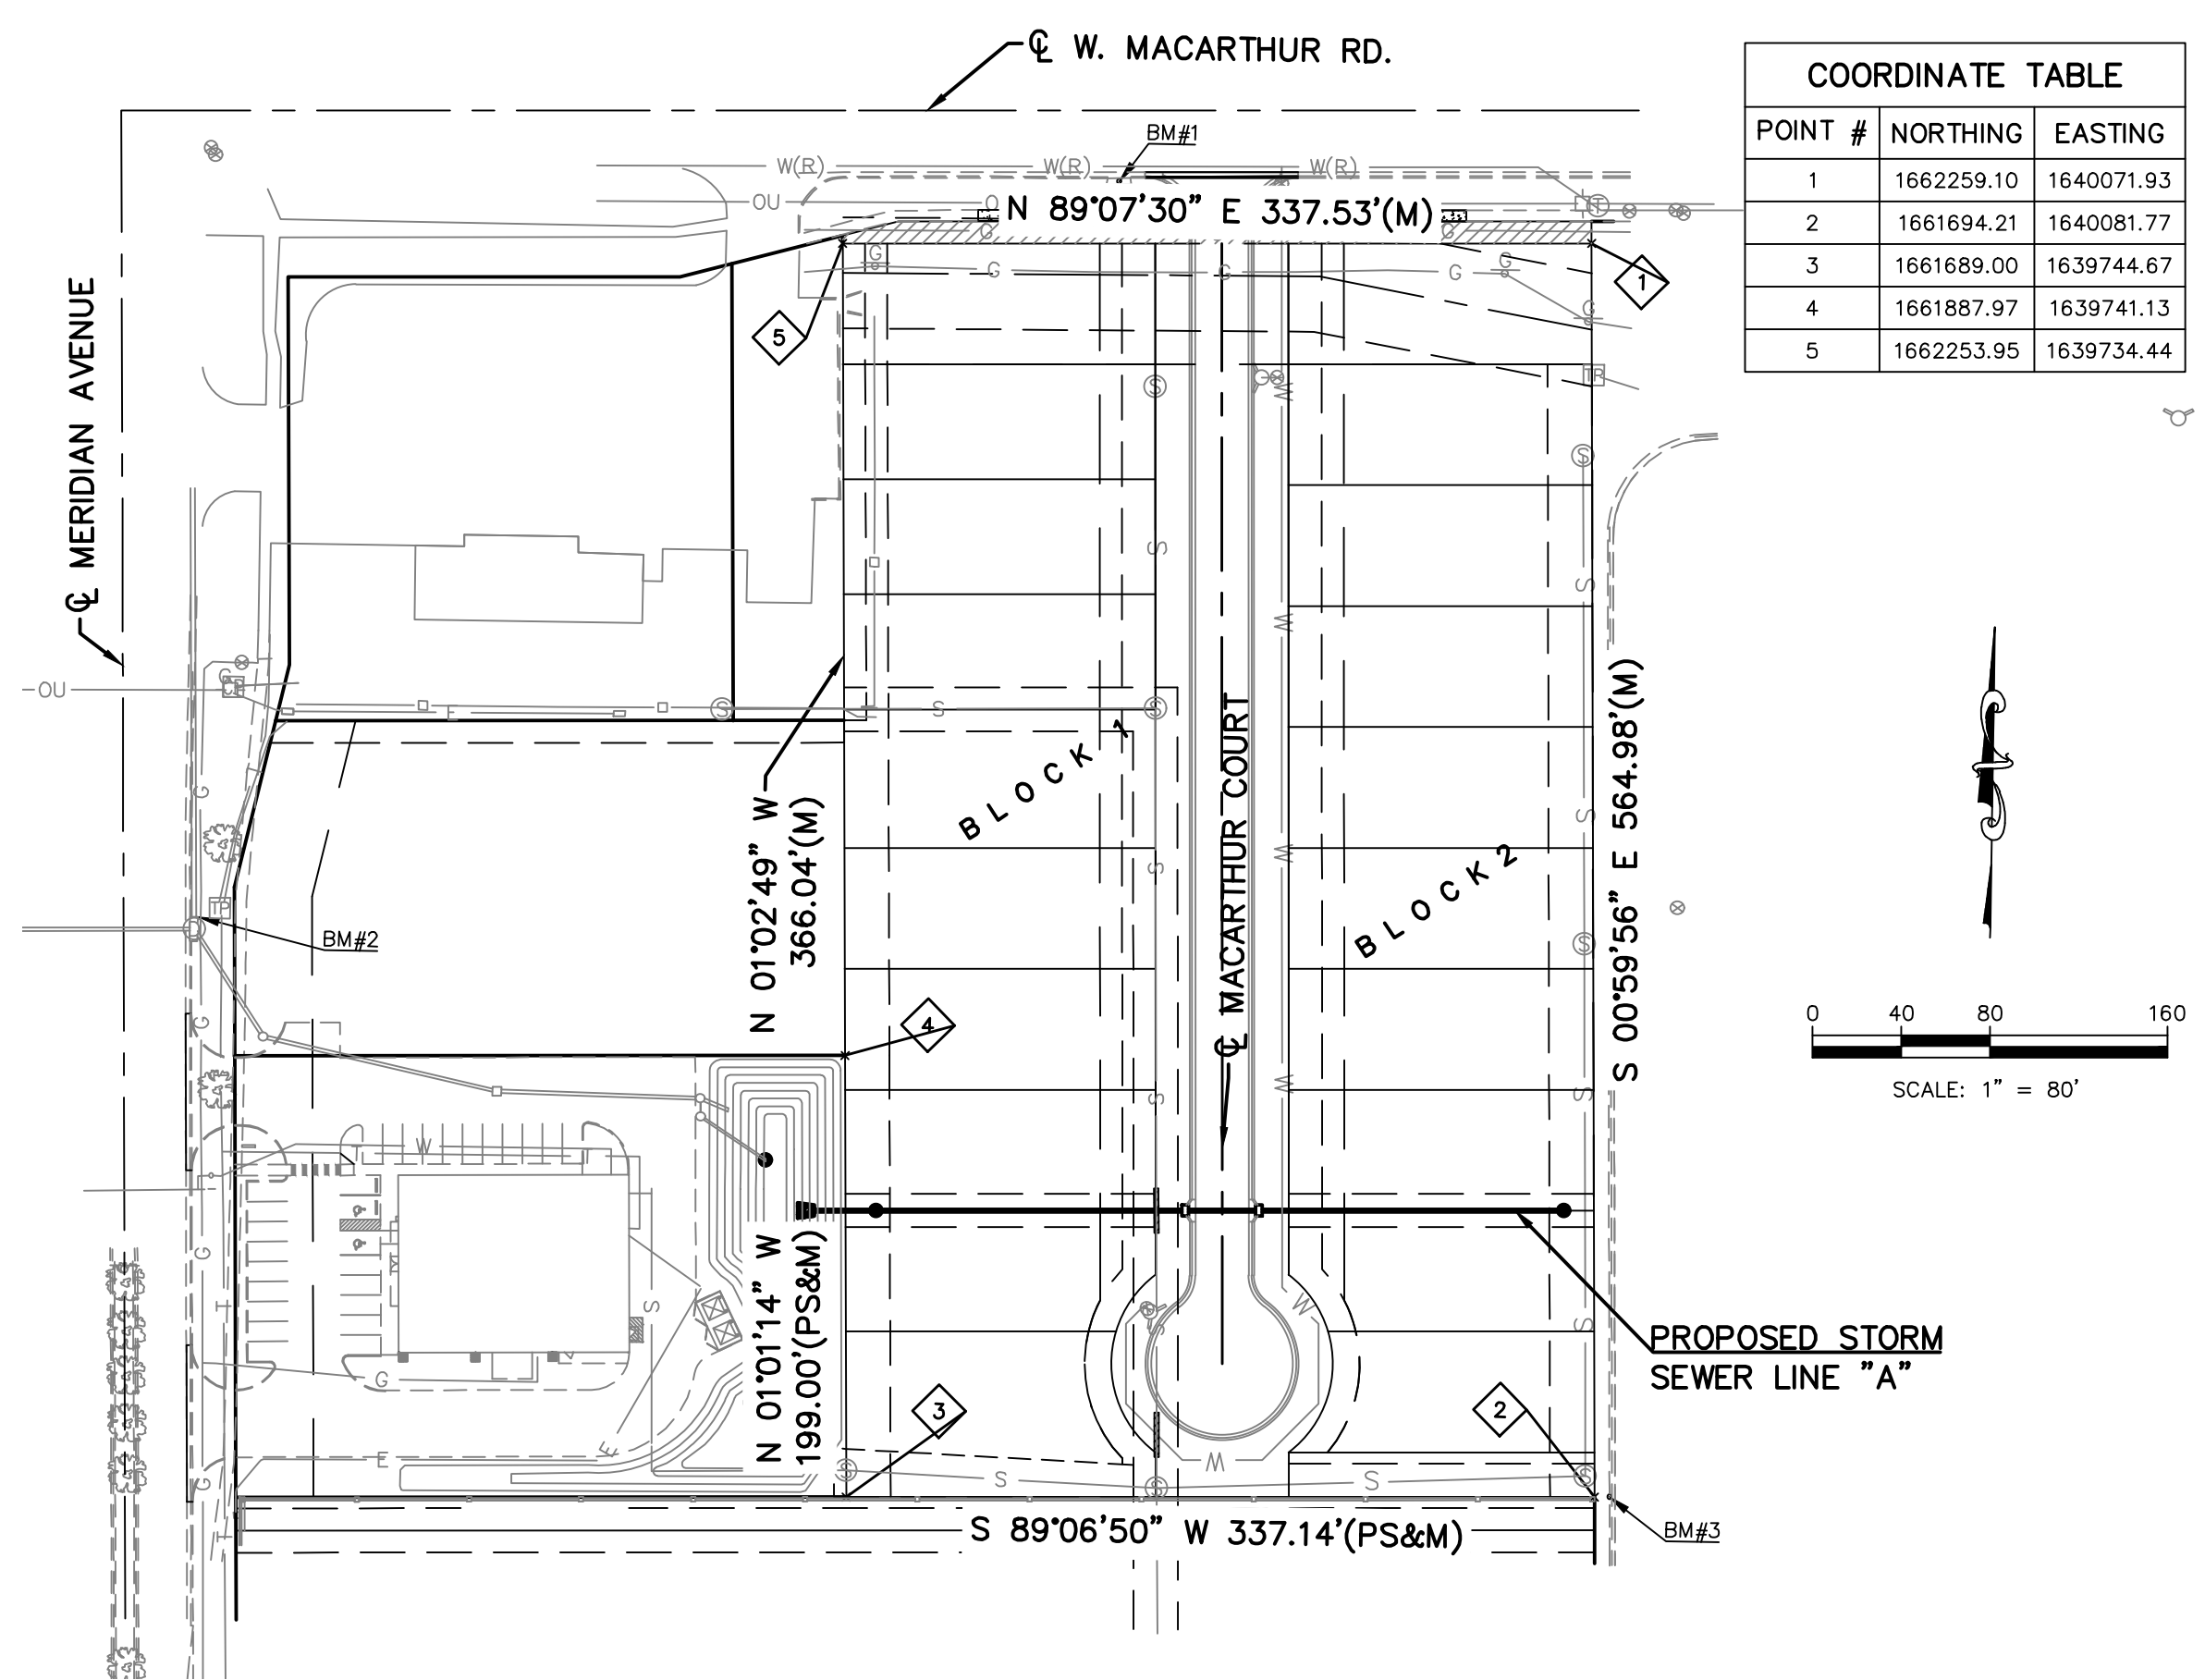 ℄ W. MACARTHUR RD.
COORDINATE TABLE
POINT # NORTHING EASTING
1 1662259.10 1640071.93
2 1661694.21 1640081.77
3 1661689.00 1639744.67
4 1661887.97 1639741.13
5 1662253.95 1639734.44
BM#1
W(R) W(R) W(R)
OU O
N 89°07'30" E 337.53'(M)
G G
G G
G G G
G
T
1
5
TR
S
S
W
℄ MERIDIAN AVENUE
S
S
W
OU
E
S S S
BLOCK 1
℄ MACARTHUR COURT
S 00°59'56" E 564.98'(M)
N 01°02'49" W
366.04'(M)
G
S
W
S
BLOCK 2
TP
BM#2
S
G
4
0 40 80 160
SCALE: 1" = 80'
S
W
S
T W
G
N 01°01'14" W
199.00'(PS&M)
T
S
W
S
S
PROPOSED STORM
SEWER LINE "A"
G
3
2
E
E
G
S
S
S
S
W
S
T
S 89°06'50" W 337.14'(PS&M)
BM#3